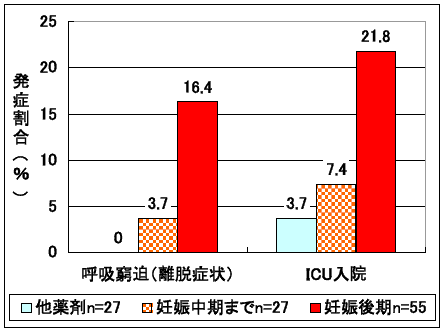 発症割合(%)
25
20
15
10
5
0
0
3.7
16.4
3.7
7.4
21.8
呼吸窮迫(離脱症状)
ICU入院
他薬剤n=27
妊娠中期までn=27
妊娠後期n=55